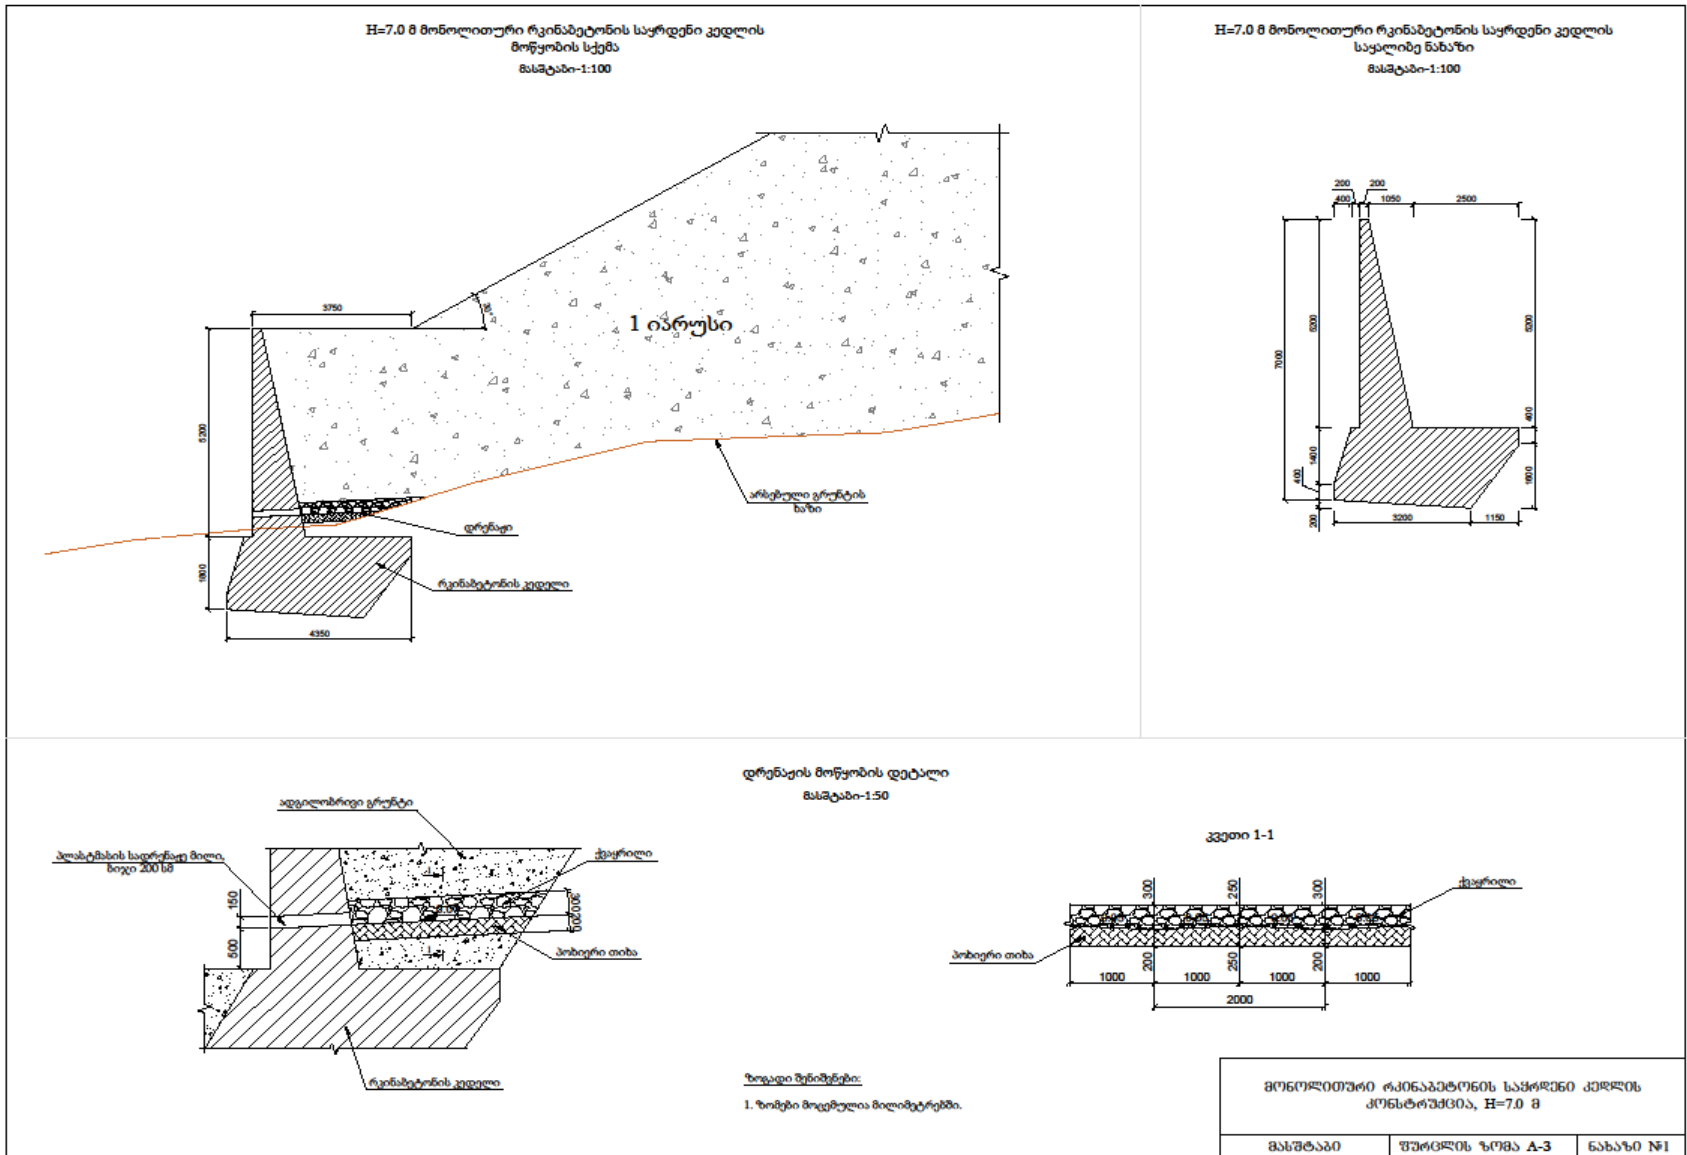 H=7.0 მ მონოლითური რკინაბეტონის საყრდენი კედლის
მოწყობის სქემა
მასშტაბი-1:100
3750
30°
1 იარუსი
5200
1800
4350
არსებული გრუნტის
ხაზი
დრენაჟი
რკინაბეტონის კედელი
H=7.0 მ მონოლითური რკინაბეტონის საყრდენი კედლის
საყალიბე ნახაზი
მასშტაბი-1:100
200 200
400 1050 2500
7000
5200
5200
400
1400
400
1600
200
3200 1150
დრენაჟის მოწყობის დეტალი
მასშტაბი-1:50
ადგილობრივი გრუნტი
პლასტმასის სადრენაჟე მილი,
ბიჯი 200 სმ
ქვაყრილი
150
500
300
200
პოხიერი თიხა
რკინაბეტონის კედელი
კვეთი 1-1
300 250 300
ქვაყრილი
პოხიერი თიხა
200 250 200
1000 1000 1000 1000
2000
ზოგადი შენიშვნები:
1. ზომები მოცემულია მილიმეტრებში.
მონოლითური რკინაბეტონის საყრდენი კედლის
კონსტრუქცია, H=7.0 მ
მასშტაბი ფურცლის ზომა A-3 ნახაზი №1